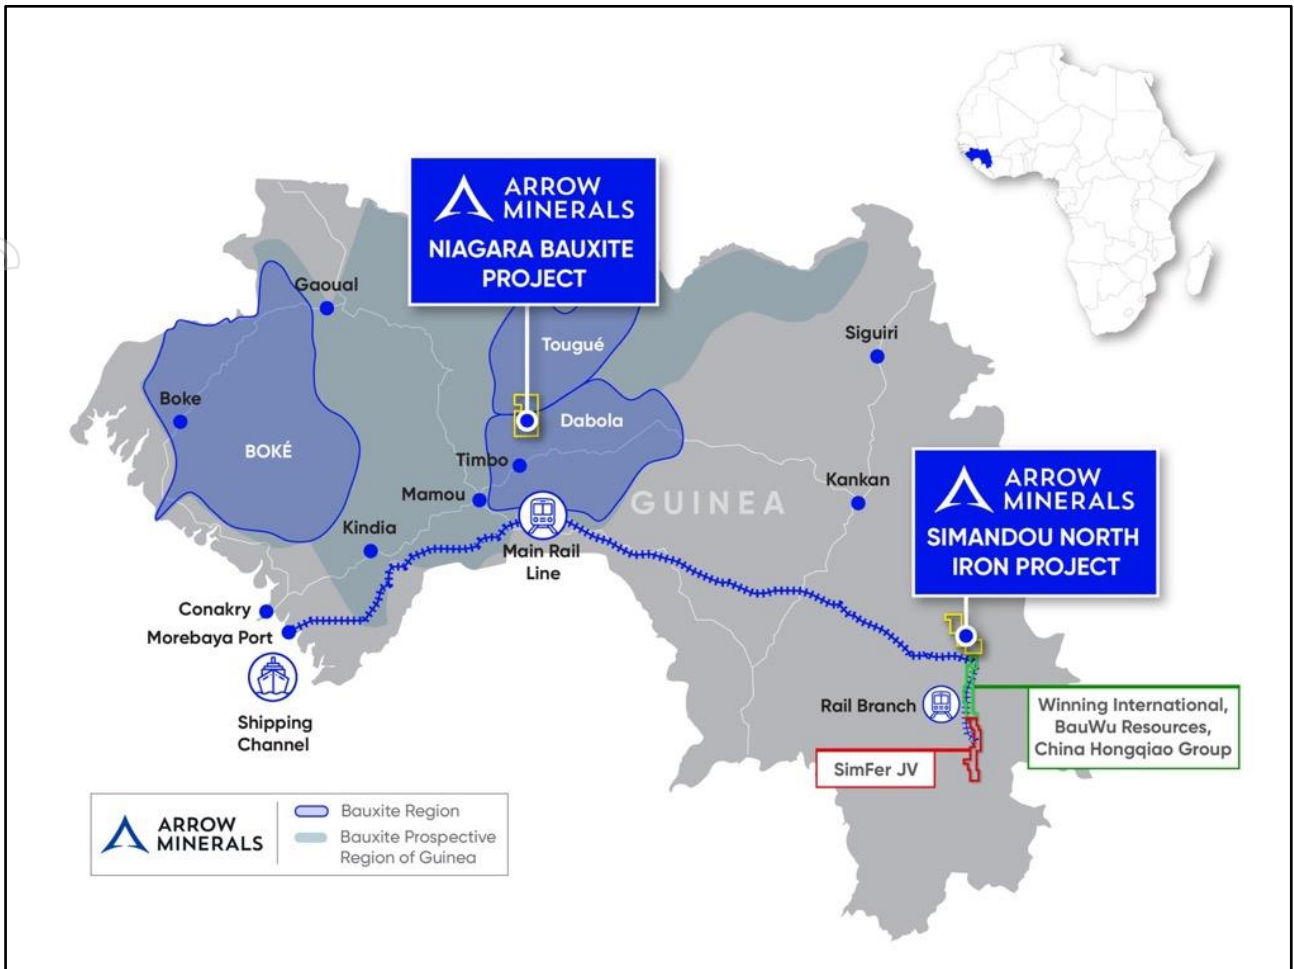 ARROW
MINERALS
NIAGARA BAUXITE
PROJECT
Gaoual
Tougué
Siguiri
Boke
Dabola
BOKÉ
Timbo
Kankan
Mamou
GUINEA
ARROW
MINERALS
SIMANDOU NORTH
IRON PROJECT
Kindia
Main Rail
Line
Conakry
Morebaya Port
Shipping
Channel
Rail Branch
Winning International,
BauWu Resources,
China Hongqiao Group
SimFer JV
ARROW
MINERALS
Bauxite Region
Bauxite Prospective
Region of Guinea